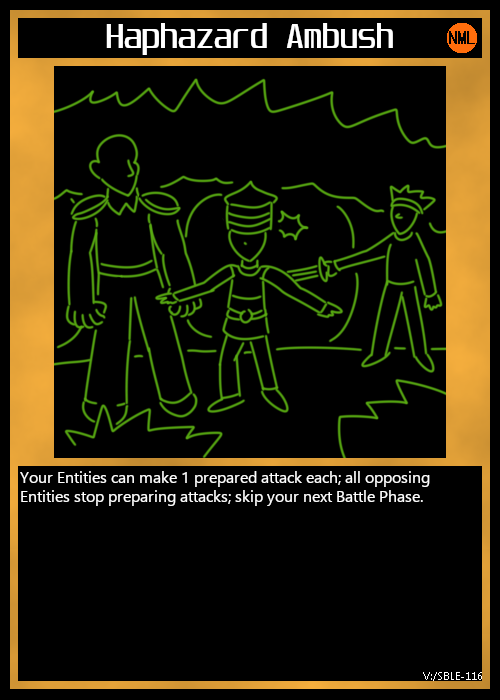 Haphazard Ambush
NML
Your Entities can make 1 prepared attack each; all opposing
Entities stop preparing attacks; skip your next Battle Phase.
V:/SBLE-116